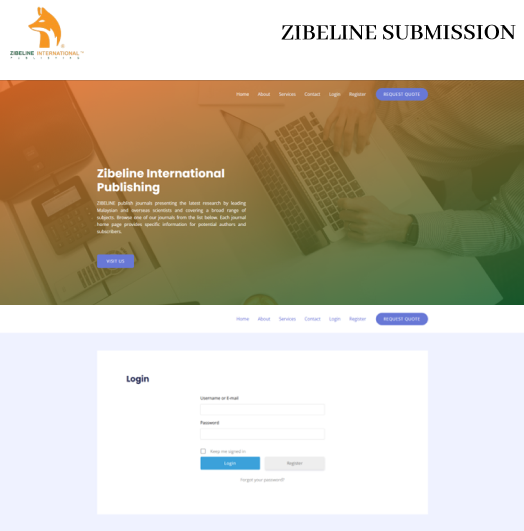 ZIBELINE INTERNATIONAL™
PUBLISHING
ZIBELINE SUBMISSION
Home About Services Contact Login Register REQUEST QUOTE
Zibeline International
Publishing
ZIBELINE publish journals presenting the latest research by leading
Malaysian and overseas scientists and covering a broad range of
subjects. Browse one of our journals from the list below. Each journal
home page provides specific information for potential authors and
subscribers.
VISIT US
Home About Services Contact Login Register REQUEST QUOTE
Login
Username or E-mail
Password
Keep me signed in
Login Register
Forgot your password?